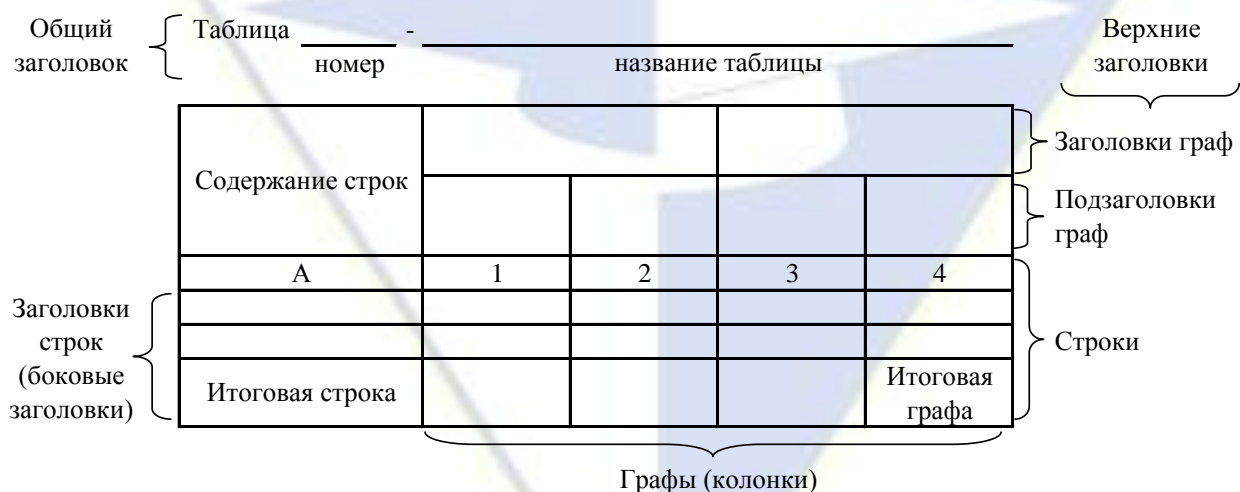 Общий
заголовок
Таблица -
номер
название таблицы
Верхние
заголовки
Содержание строк
Заголовки граф
Подзаголовки
граф
А 1 2 3 4
Заголовки
строк
(боковые
заголовки)
Строки
Итоговая строка
Итоговая
графа
Графы (колонки)